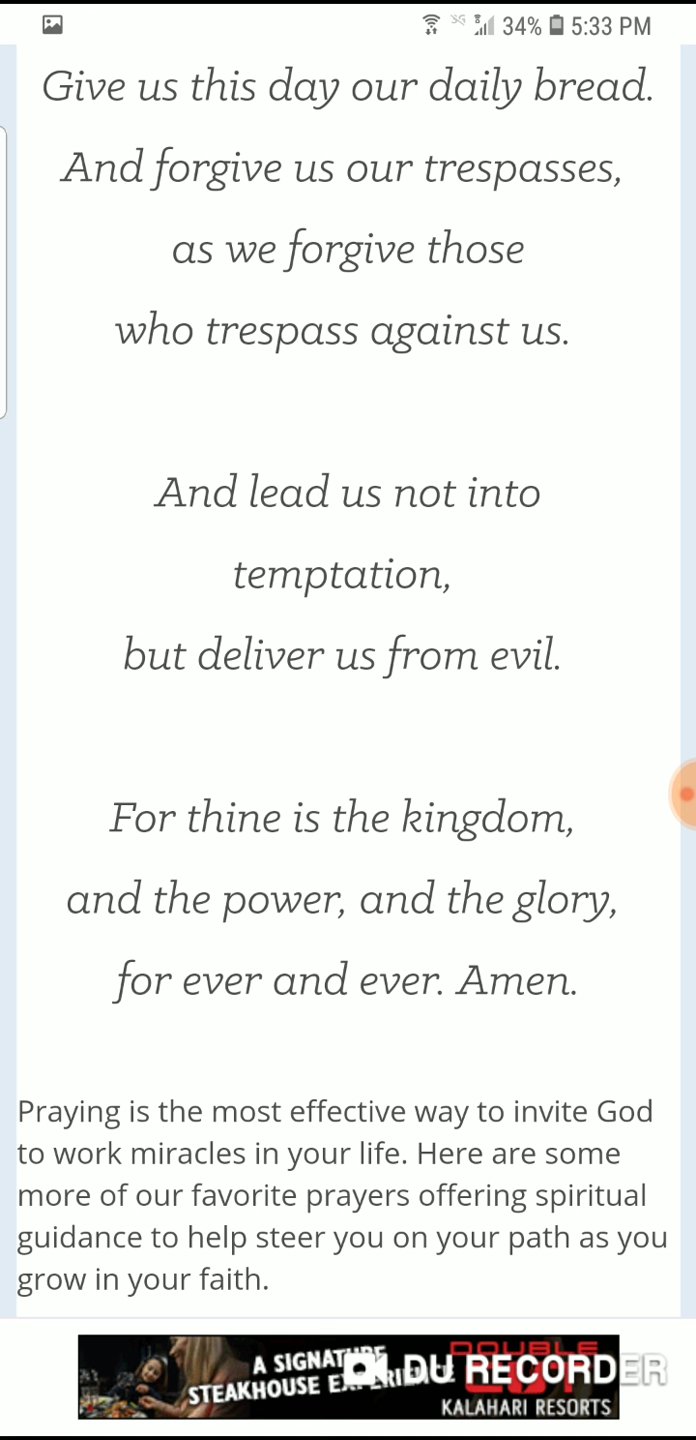 3G 34% 5:33 PM
Give us this day our daily bread.
And forgive us our trespasses,
as we forgive those
who trespass against us.
And lead us not into
temptation,
but deliver us from evil.
For thine is the kingdom,
and the power, and the glory,
for ever and ever. Amen.
Praying is the most effective way to invite God
to work miracles in your life. Here are some
more of our favorite prayers offering spiritual
guidance to help steer you on your path as you
grow in your faith.
A SIGNATURE
STEAKHOUSE EXPERIENCE
DOUBLE
CUT
KALAHARI RESORTS
DU RECORDER